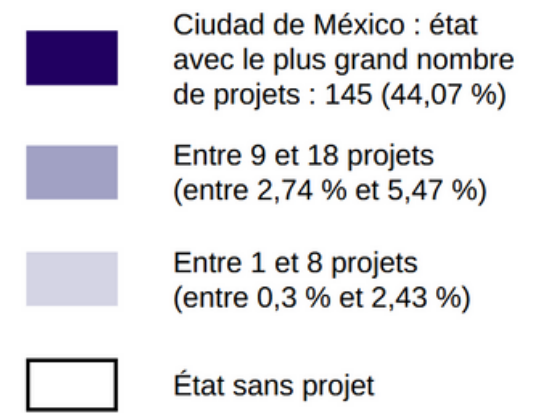 Ciudad de México : état
avec le plus grand nombre
de projets : 145 (44,07 %)
Entre 9 et 18 projets
(entre 2,74 % et 5,47 %)
Entre 1 et 8 projets
(entre 0,3 % et 2,43 %)
État sans projet